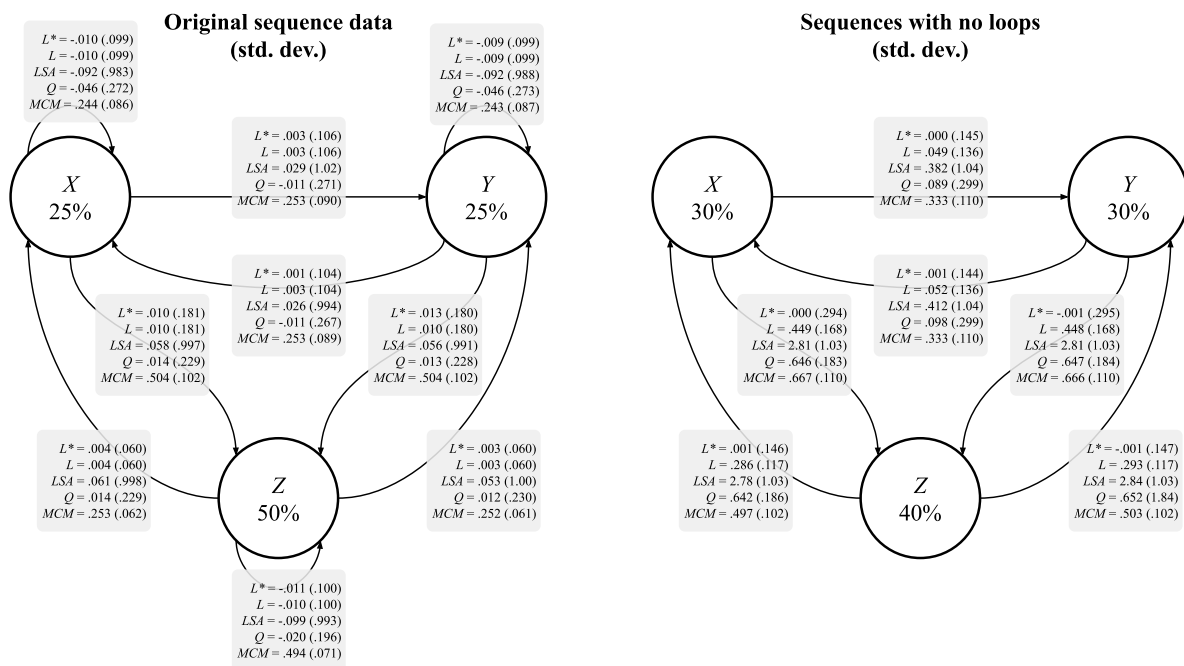 Original sequence data
(std. dev.)
L* = -.010 (.099)
L = -.010 (.099)
LSA = -.092 (.983)
Q = -.046 (.272)
MCM = .244 (.086)
L* = -.009 (.099)
L = -.009 (.099)
LSA = -.092 (.988)
Q = -.046 (.273)
MCM = .243 (.087)
L* = .003 (.106)
L = .003 (.106)
LSA = .029 (1.02)
Q = -.011 (.271)
MCM = .253 (.090)
X
25%
Y
25%
L* = .001 (.104)
L = .003 (.104)
LSA = .026 (.994)
Q = -.011 (.267)
MCM = .253 (.089)
L* = .010 (.181)
L = .010 (.181)
LSA = .058 (.997)
Q = .014 (.229)
MCM = .504 (.102)
L* = .013 (.180)
L = .010 (.180)
LSA = .056 (.991)
Q = .013 (.228)
MCM = .504 (.102)
L* = .004 (.060)
L = .004 (.060)
LSA = .061 (.998)
Q = .014 (.229)
MCM = .253 (.062)
Z
50%
L* = .003 (.060)
L = .003 (.060)
LSA = .053 (1.00)
Q = .012 (.230)
MCM = .252 (.061)
L* = -.011 (.100)
L = -.010 (.100)
LSA = -.099 (.993)
Q = -.020 (.196)
MCM = .494 (.071)
Sequences with no loops
(std. dev.)
L* = .000 (.145)
L = .049 (.136)
LSA = .382 (1.04)
Q = .089 (.299)
MCM = .333 (.110)
X
30%
Y
30%
L* = .001 (.144)
L = .052 (.136)
LSA = .412 (1.04)
Q = .098 (.299)
MCM = .333 (.110)
L* = .000 (.294)
L = .449 (.168)
LSA = 2.81 (1.03)
Q = .646 (.183)
MCM = .667 (.110)
L* = -.001 (.295)
L = .448 (.168)
LSA = 2.81 (1.03)
Q = .647 (.184)
MCM = .666 (.110)
L* = .001 (.146)
L = .286 (.117)
LSA = 2.78 (1.03)
Q = .642 (.186)
MCM = .497 (.102)
Z
40%
L* = -.001 (.147)
L = .293 (.117)
LSA = 2.84 (1.03)
Q = .652 (1.84)
MCM = .503 (.102)